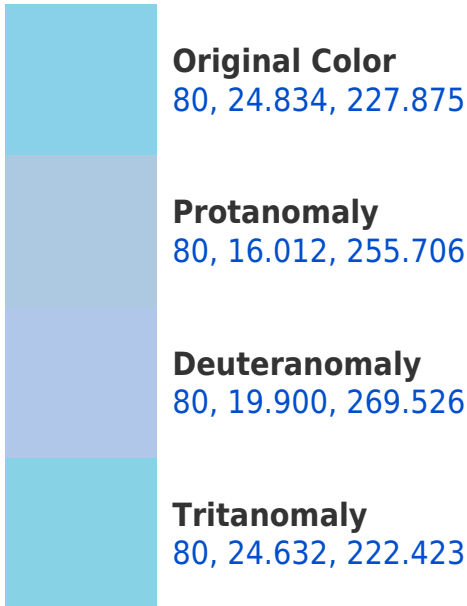 Original Color
80, 24.834, 227.875
Protanomaly
80, 16.012, 255.706
Deuteranomaly
80, 19.900, 269.526
Tritanomaly
80, 24.632, 222.423